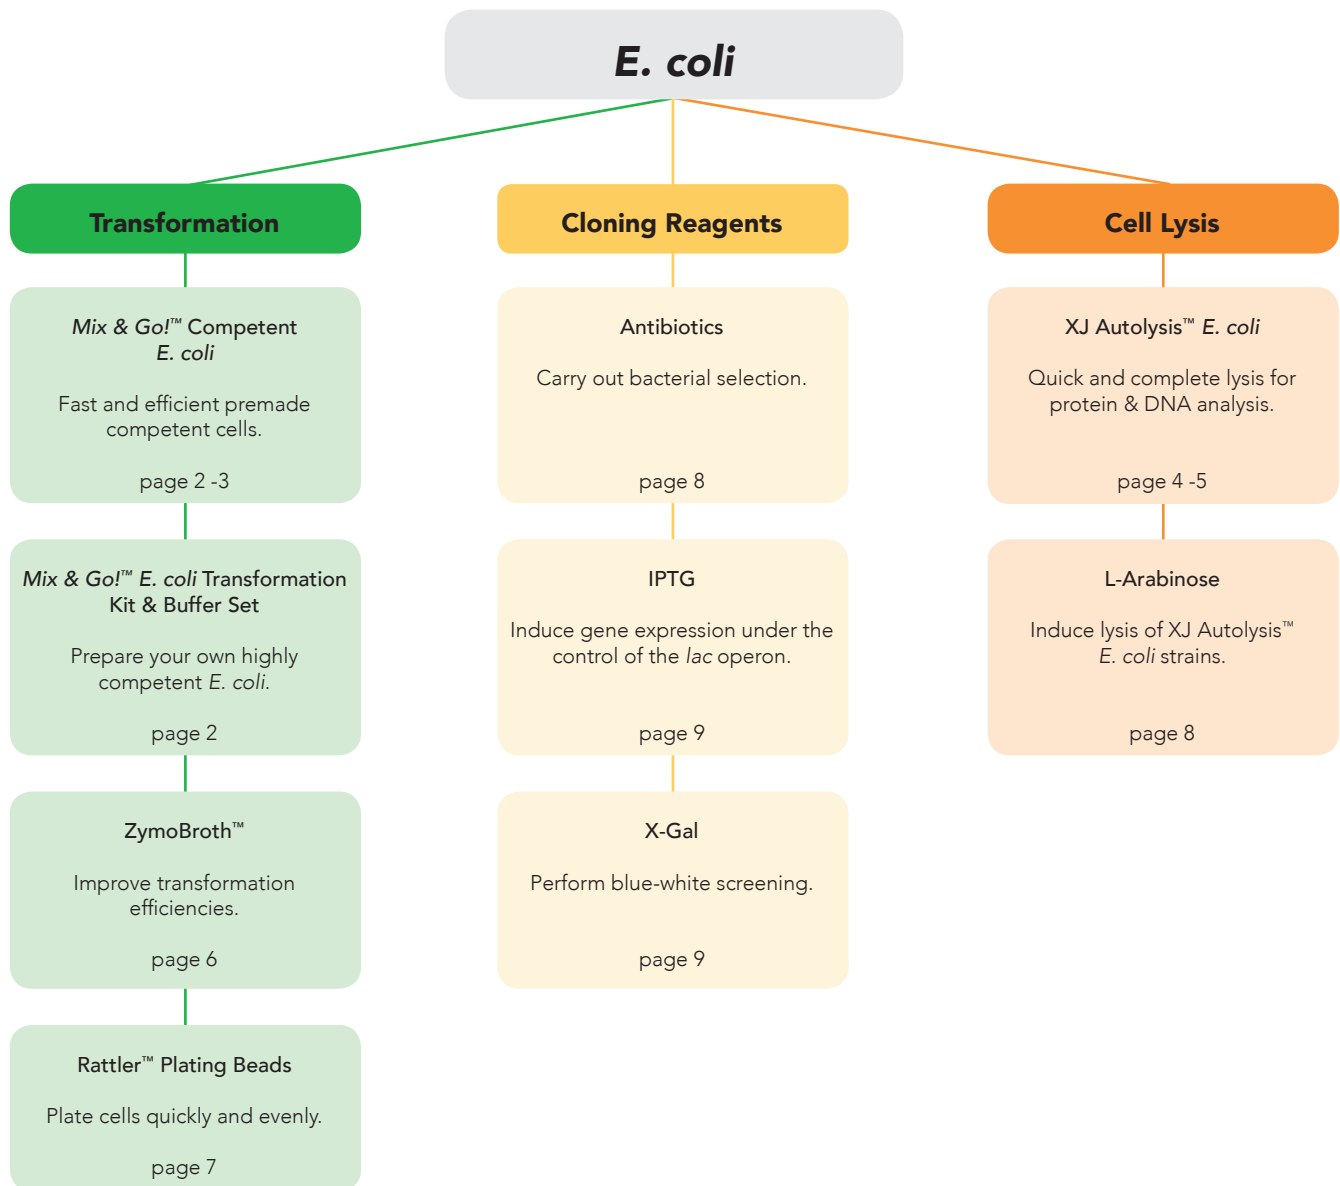 E. coli
Transformation
Mix & Go!™ Competent
E. coli
Fast and efficient premade
competent cells.
page 2 -3
Mix & Go!™ E. coli Transformation
Kit & Buffer Set
Prepare your own highly
competent E. coli.
page 2
ZymoBroth™
Improve transformation
efficiencies.
page 6
Rattler™ Plating Beads
Plate cells quickly and evenly.
page 7
Cloning Reagents
Antibiotics
Carry out bacterial selection.
page 8
IPTG
Induce gene expression under the
control of the lac operon.
page 9
X-Gal
Perform blue-white screening.
page 9
Cell Lysis
XJ Autolysis™ E. coli
Quick and complete lysis for
protein & DNA analysis.
page 4 -5
L-Arabinose
Induce lysis of XJ Autolysis™
E. coli strains.
page 8